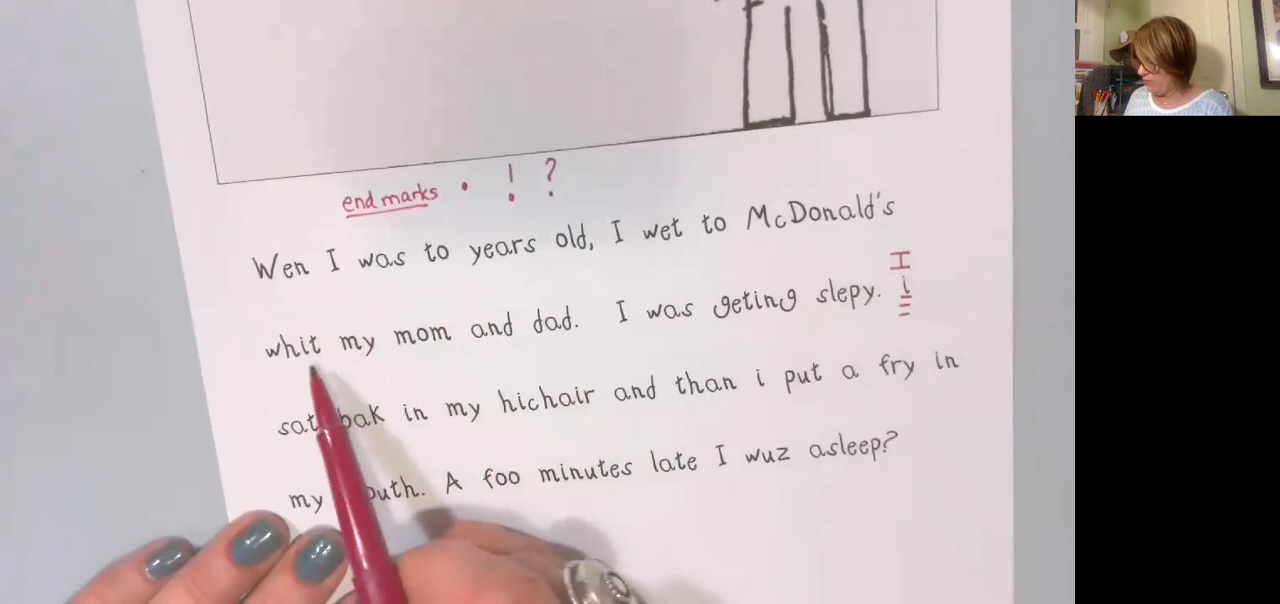 end marks . ! ?
Wen I was to years old, I wet to McDonald's
I
whit my mom and dad. I was geting slepy. i
sat bak in my hichair and than i put a fry in
my outh. A foo minutes late I wuz asleep?